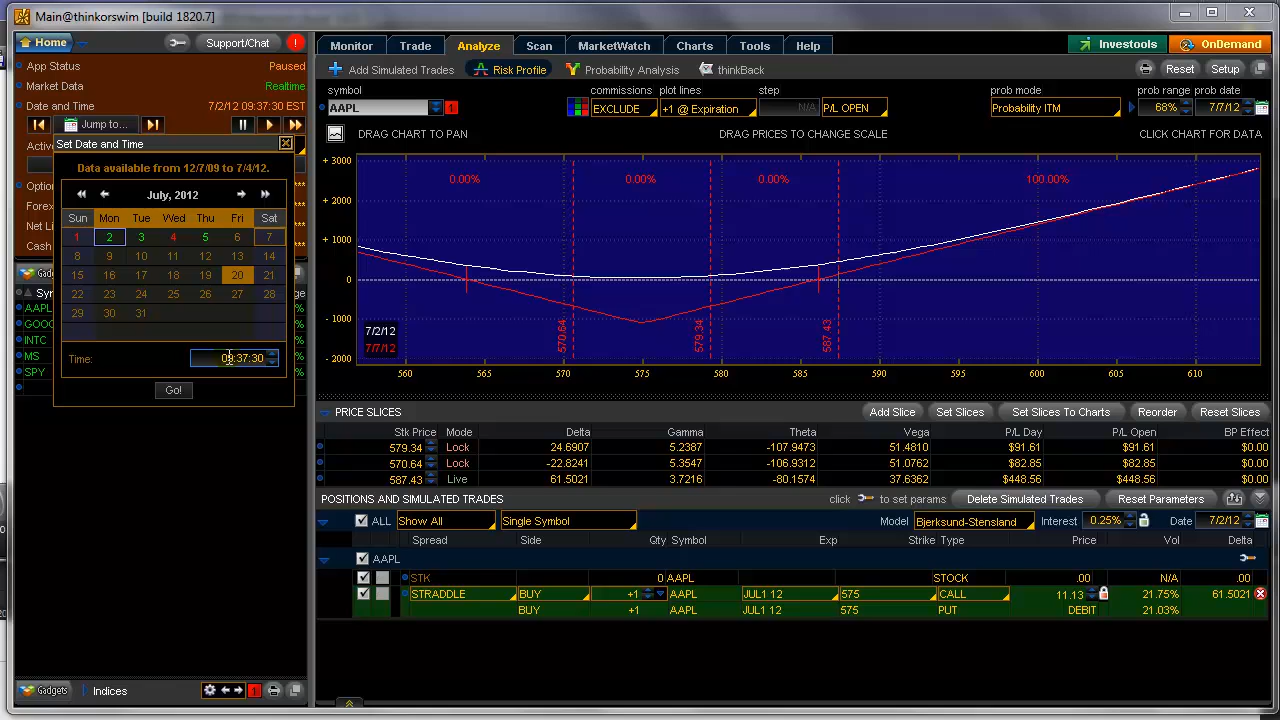 Main@thinkorswim [build 1820.7]
Home
Support/Chat
!
App Status
Paused
Market Data
Realtime
Date and Time
7/2/12 09:37:30 EST
Jump to...
Set Date and Time
Data available from 12/7/09 to 7/4/12.
July, 2012
Sun Mon Tue Wed Thu Fri Sat
1 2 3 4 5 6 7
8 9 10 11 12 13 14
15 16 17 18 19 20 21
22 23 24 25 26 27 28
29 30 31
Time: 09:37:30
Go!
AAPL
GOOG
INTC
MS
SPY
Gadgets
Indices
1
Monitor Trade Analyze Scan MarketWatch Charts Tools Help
Investools
OnDemand
Add Simulated Trades Risk Profile Probability Analysis thinkBack
Reset Setup
symbol commissions plot lines step prob mode prob range prob date
AAPL 1 EXCLUDE +1 @ Expiration N/A P/L OPEN Probability ITM 68% 7/7/12
DRAG CHART TO PAN DRAG PRICES TO CHANGE SCALE CLICK CHART FOR DATA
+ 3000
+ 2000
+ 1000
0
- 1000
- 2000
0.00% 0.00% 0.00% 100.00%
570.64
579.34
587.43
7/2/12
7/7/12
560 565 570 575 580 585 590 595 600 605 610
PRICE SLICES Add Slice Set Slices Set Slices To Charts Reorder Reset Slices
Stk Price Mode Delta Gamma Theta Vega P/L Day P/L Open BP Effect
579.34 Lock 24.6907 5.2387 -107.9473 51.4810 $91.61 $91.61 $0.00
570.64 Lock -22.8241 5.3547 -106.9312 51.0762 $82.85 $82.85 $0.00
587.43 Live 61.5021 3.7216 -80.1574 37.6362 $448.56 $448.56 $0.00
POSITIONS AND SIMULATED TRADES click to set params Delete Simulated Trades Reset Parameters
ALL Show All Single Symbol Model Bjerksund-Stensland Interest 0.25% Date 7/2/12
Spread Side Qty Symbol Exp Strike Type Price Vol Delta
AAPL
STK 0 AAPL STOCK .00 N/A .00
STRADDLE BUY +1 AAPL JUL1 12 575 CALL 11.13 21.75% 61.5021
BUY +1 AAPL JUL1 12 575 PUT DEBIT 21.03%